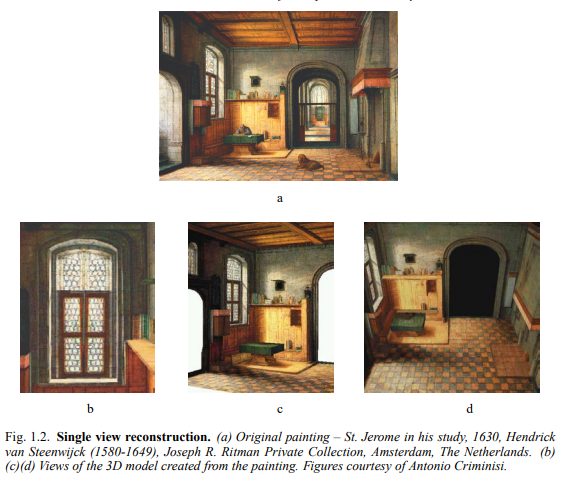 a
b
c
d
Fig. 1.2. Single view reconstruction. (a) Original painting – St. Jerome in his study, 1630, Hendrick
van Steenwijck (1580-1649), Joseph R. Ritman Private Collection, Amsterdam, The Netherlands. (b)
(c)(d) Views of the 3D model created from the painting. Figures courtesy of Antonio Criminisi.